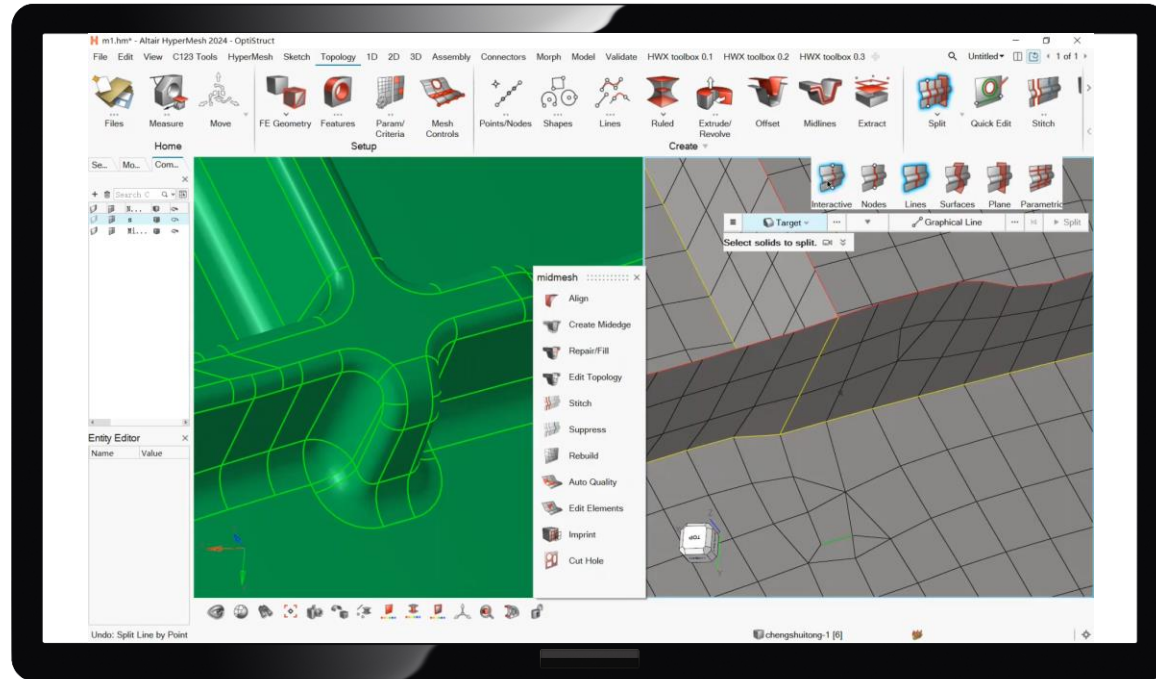 m1.hm* - Altair HyperMesh 2024 - OptiStruct
File Edit View C123 Tools HyperMesh Sketch Topology 1D 2D 3D Assembly Connectors Morph Model Validate HWX toolbox 0.1 HWX toolbox 0.2 HWX toolbox 0.3 Untitled 1 of 1
Files Measure Move FE Geometry Features Param/ Criteria Mesh Controls Points/Nodes Shapes Lines Ruled Extrude/ Revolve Offset Midlines Extract Split Quick Edit Stitch
Home Setup Create
Se... Mo... Com...
Search C
Interactive Nodes Lines Surfaces Plane Parametric
Target Graphical Line Split
Select solids to split.
midmesh
Align
Create Midedge
Repair/Fill
Edit Topology
Stitch
Suppress
Rebuild
Auto Quality
Edit Elements
Imprint
Cut Hole
Entity Editor
Name Value
TOP
Z
Y
Undo: Split Line by Point
chengshuitong-1 [6]